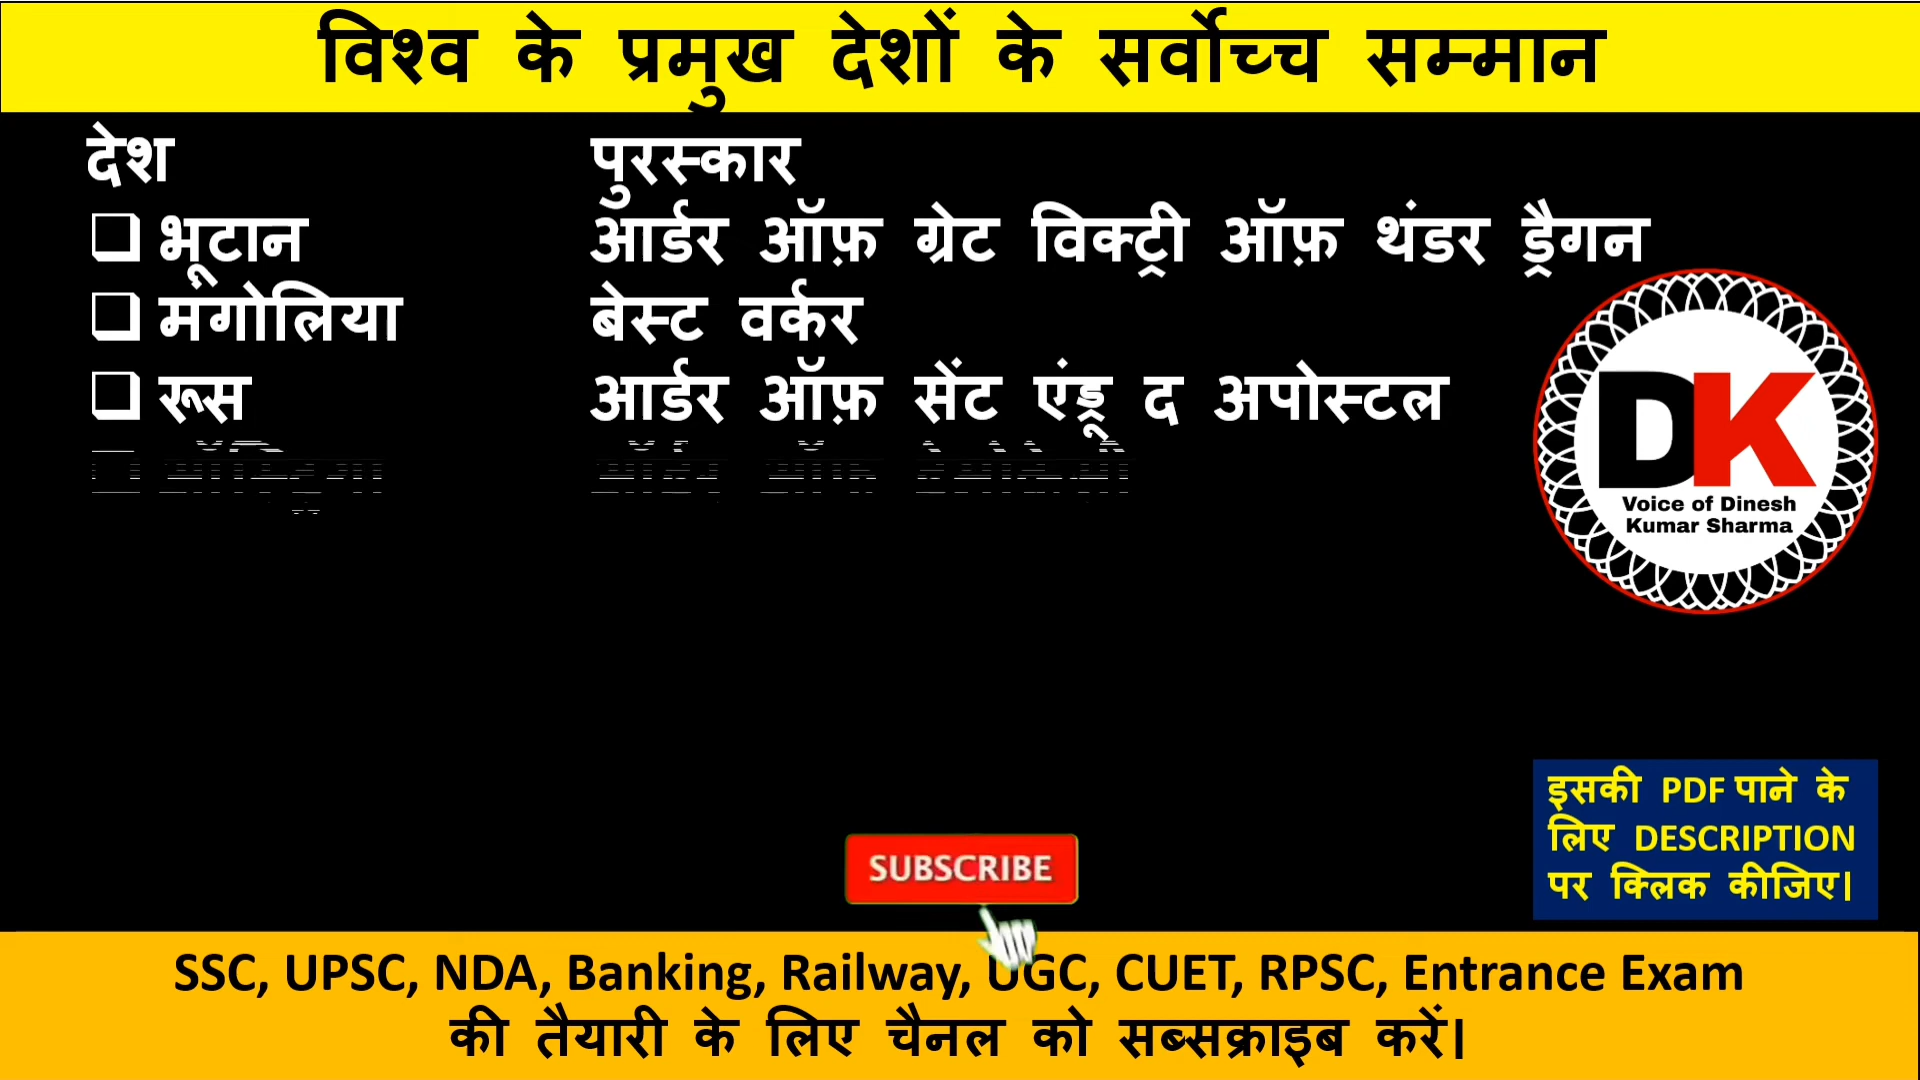 विश्व के प्रमुख देशों के सर्वोच्च सम्मान
देश पुरस्कार
भूटान आर्डर ऑफ़ ग्रेट विक्ट्री ऑफ़ थंडर ड्रैगन
मंगोलिया बेस्ट वर्कर
रूस आर्डर ऑफ़ सेंट एंड्रू द अपोस्टल
DK
Voice of Dinesh
Kumar Sharma
इसकी PDF पाने के
लिए DESCRIPTION
पर क्लिक कीजिए।
SUBSCRIBE
SSC, UPSC, NDA, Banking, Railway, UGC, CUET, RPSC, Entrance Exam
की तैयारी के लिए चैनल को सब्सक्राइब करें।